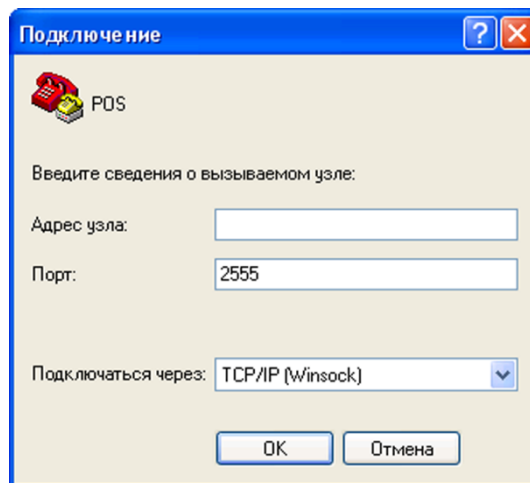 Подключение
POS
Введите сведения о вызываемом узле:
Адрес узла:
Порт: 2555
Подключаться через: TCP/IP (Winsock)
OK Отмена